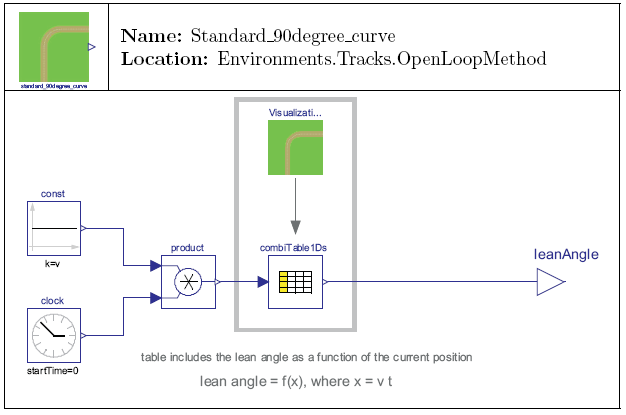 Name: Standard_90degree_curve
Location: Environments.Tracks.OpenLoopMethod
standard_90degree_curve
Visualizati...
const
k=v
product
combiTable1Ds
leanAngle
clock
startTime=0
table includes the lean angle as a function of the current position
lean angle = f(x), where x = v t